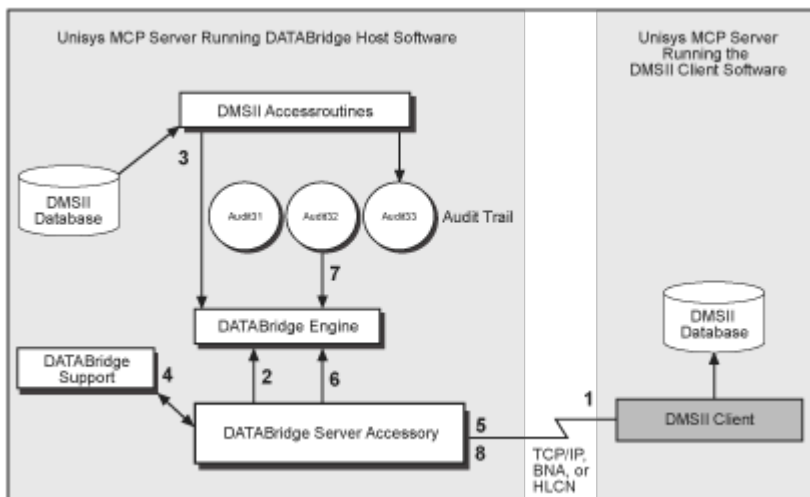 Unisys MCP Server Running DATABridge Host Software
Unisys MCP Server
Running the
DMSII Client Software
DMSII Accessroutines
3
DMSII
Database
Audit31
Audit32
Audit33
Audit Trail
7
DATABridge Engine
DMSII
Database
DATABridge
Support
4
2
6
1
DATABridge Server Accessory
5
8
DMSII Client
TCP/IP,
BNA, or
HLCN